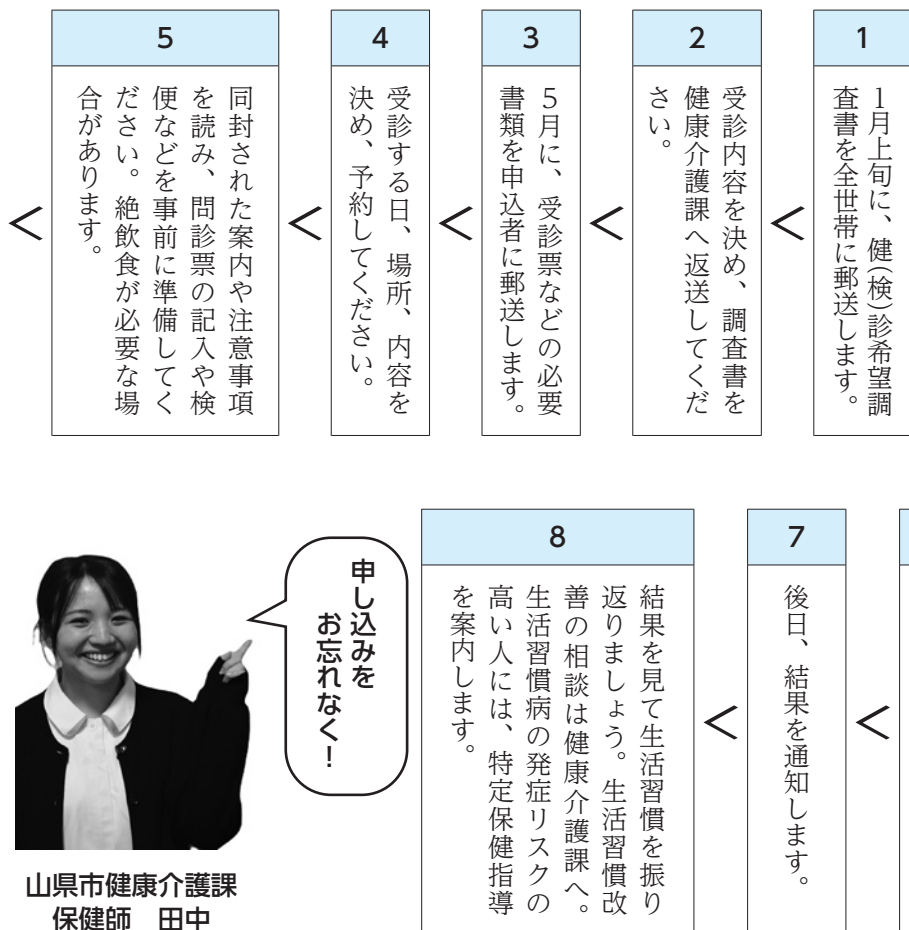 1
1月上旬に、健(検)診希望調
査書を全世帯に郵送します。
2
受診内容を決め、調査書を
健康介護課へ返送してくだ
さい。
3
5月に、受診票などの必要
書類を申込者に郵送します。
4
受診する日、場所、内容を
決め、予約してください。
5
同封された案内や注意事項
を読み、問診票の記入や検
便などを事前に準備してく
ださい。絶飲食が必要な場
合があります。
7
後日、結果を通知します。
8
結果を見て生活習慣を振り
返りましょう。生活習慣改
善の相談は健康介護課へ。
生活習慣病の発症リスクの
高い人には、特定保健指導
を案内します。
申し込みを
お忘れなく！
山県市健康介護課
保健師　田中